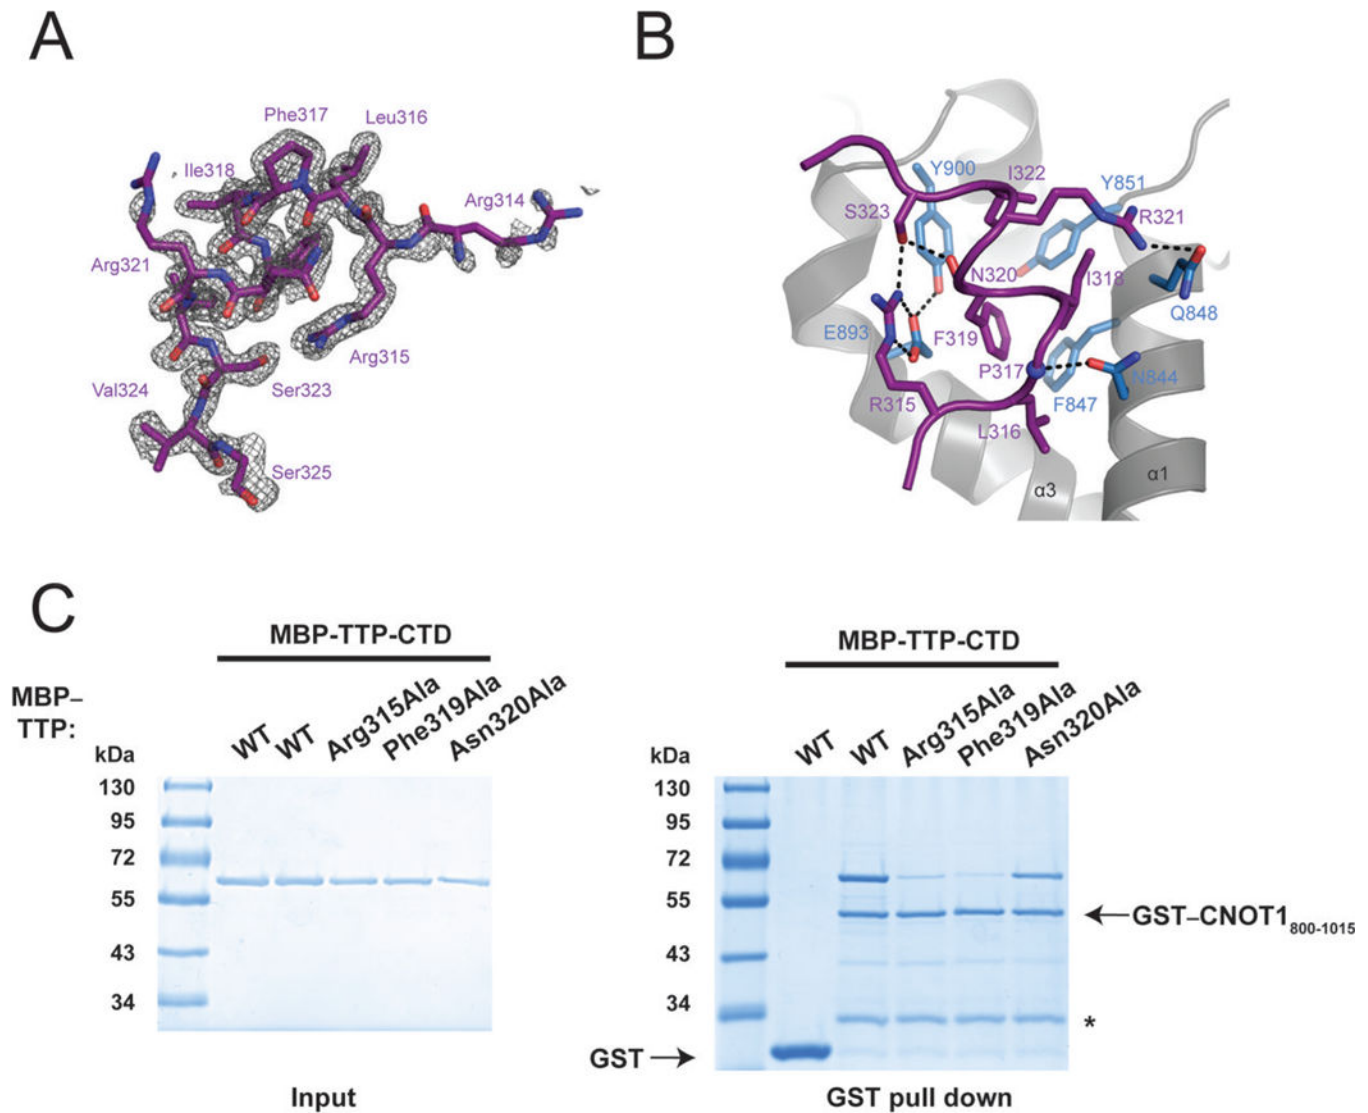 A
Phe317
Leu316
Ile318
Arg314
Arg321
Arg315
Val324
Ser323
Ser325
B
Y900
I322
Y851
S323
R321
N320
I318
Q848
E893
F319
P317
N844
R315
F847
L316
α3
α1
C
MBP-TTP-CTD
MBP–
TTP:
WT
WT
Arg315Ala
Phe319Ala
Asn320Ala
kDa
130
95
72
55
43
34
Input
MBP-TTP-CTD
WT
WT
Arg315Ala
Phe319Ala
Asn320Ala
kDa
130
95
72
55
43
34
GST–CNOT1800-1015
*
GST
GST pull down